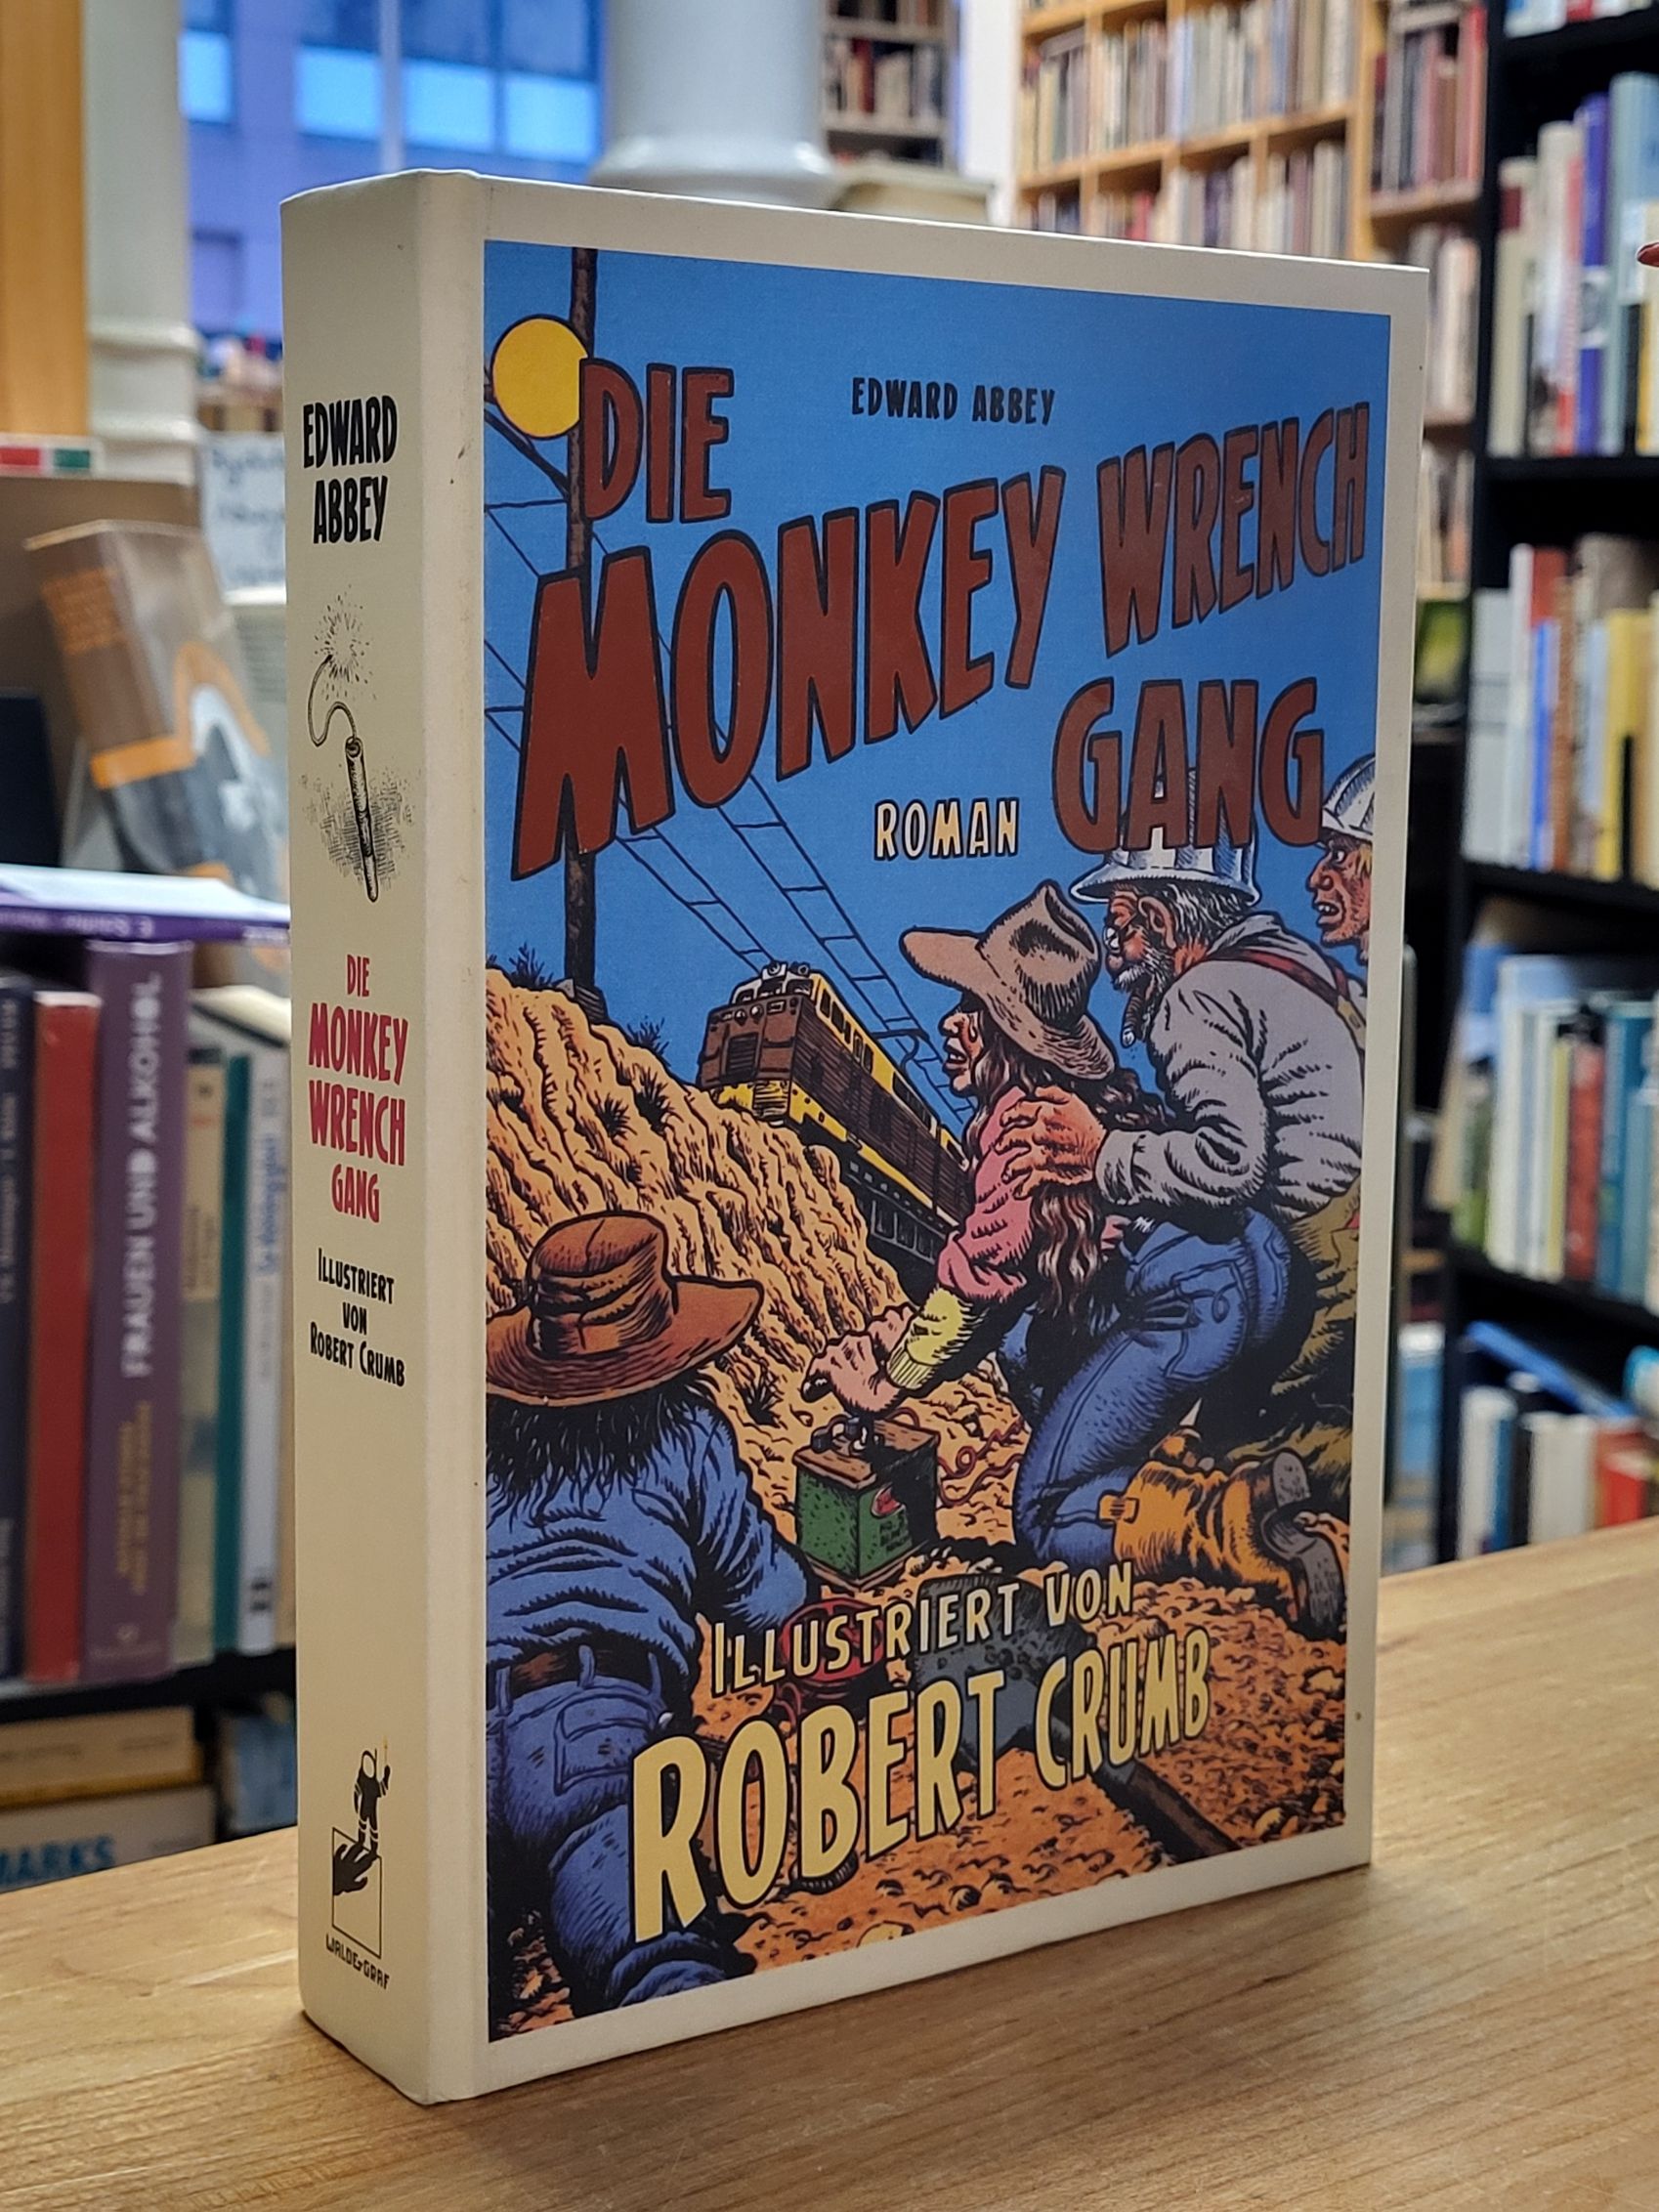 EDWARD
ABBEY
DIE
MONKEY
WRENCH
GANG
ILLUSTRIERT
VON
ROBERT CRUMB
WALDE+GRAF
DIE
EDWARD ABBEY
MONKEY WRENCH
GANG
ROMAN
ILLUSTRIERT VON
ROBERT CRUMB
FRAUEN UND ALKOHOL
MARKS